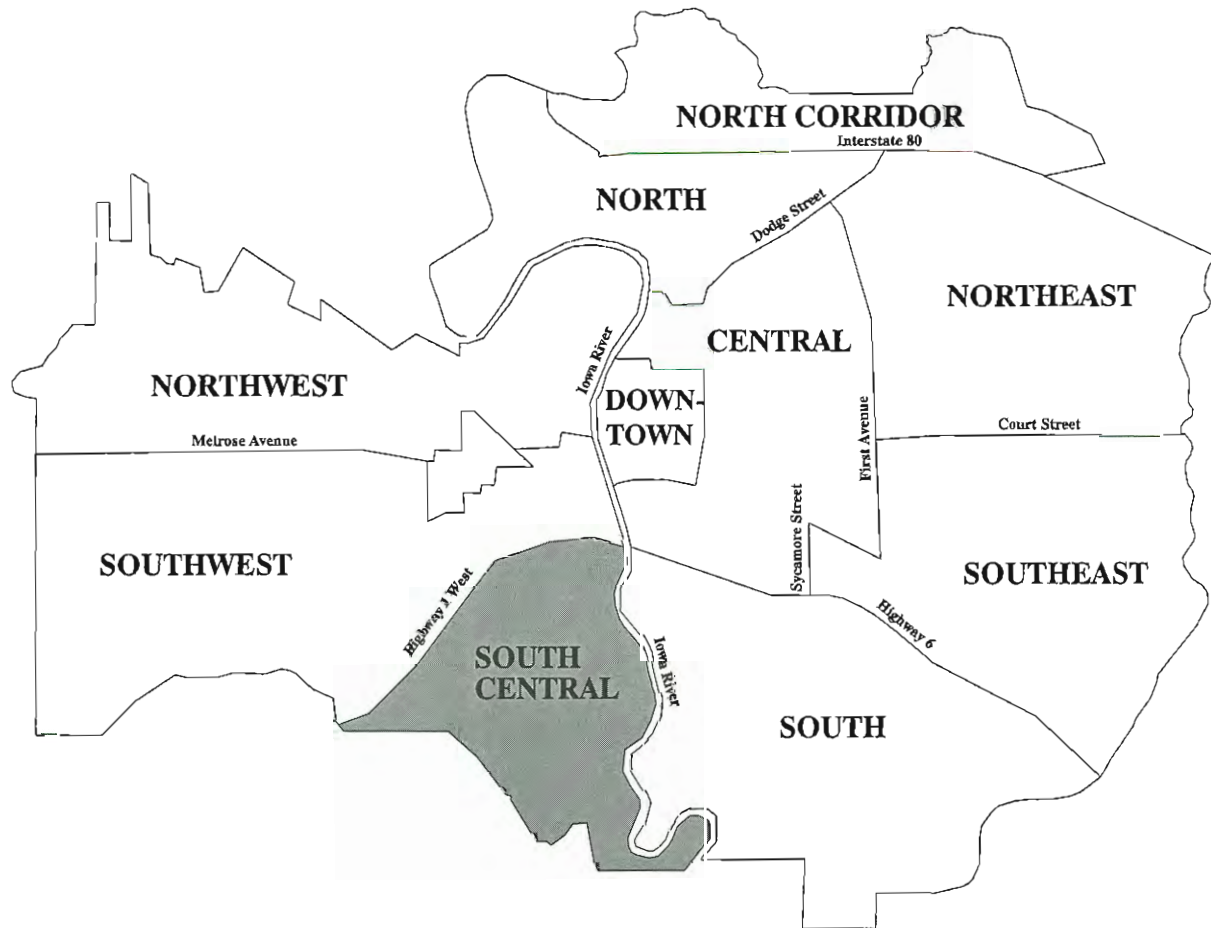 NORTH CORRIDOR
Interstate 80
NORTH
Dodge Street
NORTHEAST
CENTRAL
Iowa River
NORTHWEST
DOWN-
TOWN
Melrose Avenue
First Avenue
Court Street
SOUTHWEST
Sycamore Street
SOUTHEAST
Highway 1 West
Highway 6
SOUTH
CENTRAL
Iowa River
SOUTH